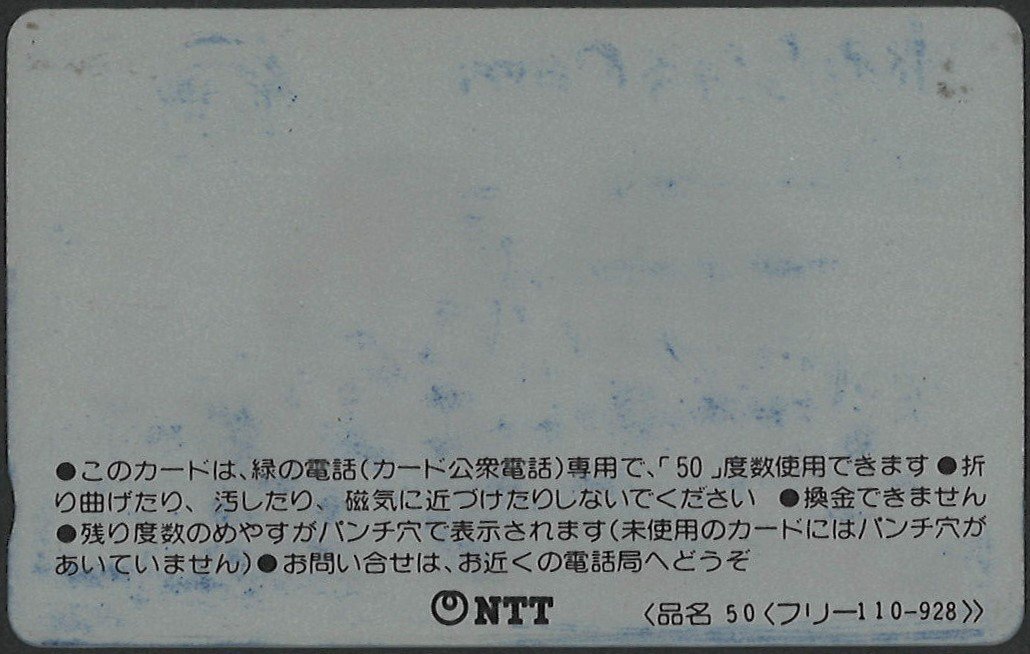 ●このカードは、緑の電話(カード公衆電話)専用で、「50」度数使用できます●折
り曲げたり、汚したり、磁気に近づけたりしないでください ●換金できません
●残り度数のめやすがパンチ穴で表示されます(未使用のカードにはパンチ穴が
あいていません)●お問い合せは、お近くの電話局へどうぞ
NTT 〈品名 50〈フリー110-928〉〉